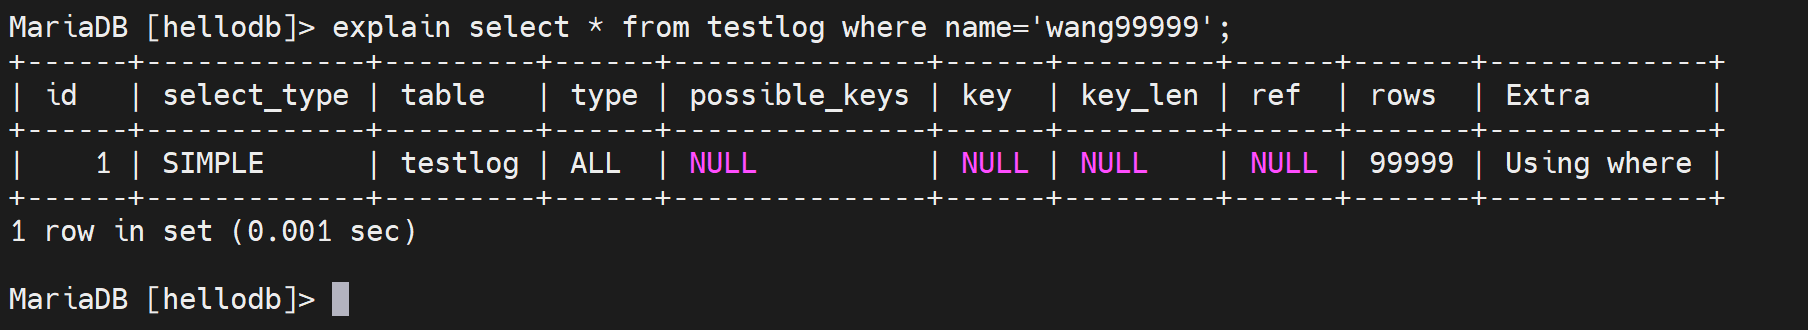 MariaDB [hellodb]> explain select * from testlog where name='wang99999';
+------+-------------+---------+------+---------------+------+---------+------+-------+-------------+
| id   | select_type | table   | type | possible_keys | key  | key_len | ref  | rows  | Extra       |
+------+-------------+---------+------+---------------+------+---------+------+-------+-------------+
|    1 | SIMPLE      | testlog | ALL  | NULL          | NULL | NULL    | NULL | 99999 | Using where |
+------+-------------+---------+------+---------------+------+---------+------+-------+-------------+
1 row in set (0.001 sec)
MariaDB [hellodb]>